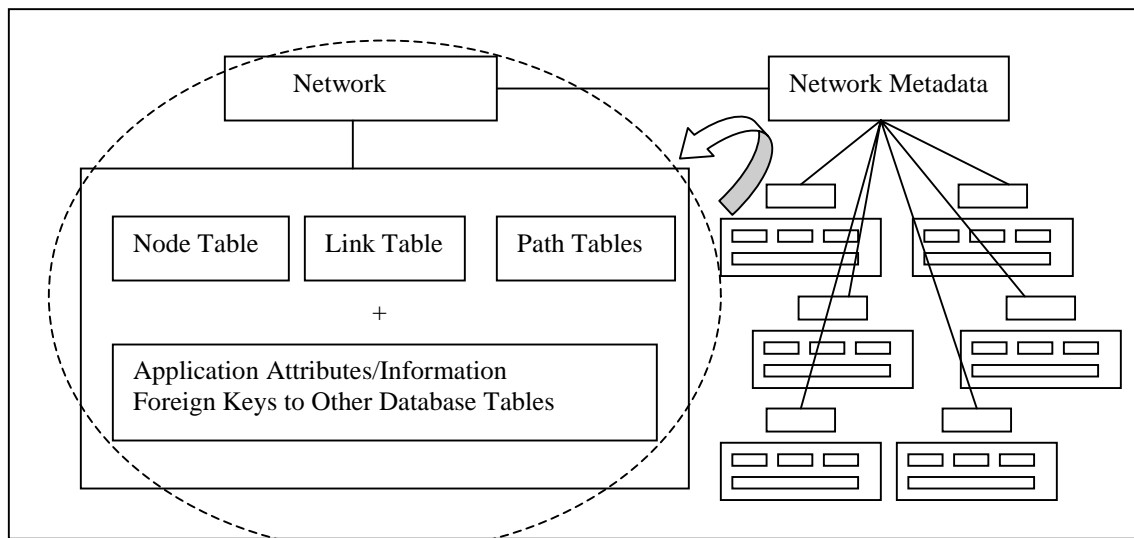 Network
Network Metadata
Node Table
Link Table
Path Tables
+
Application Attributes/Information
Foreign Keys to Other Database Tables